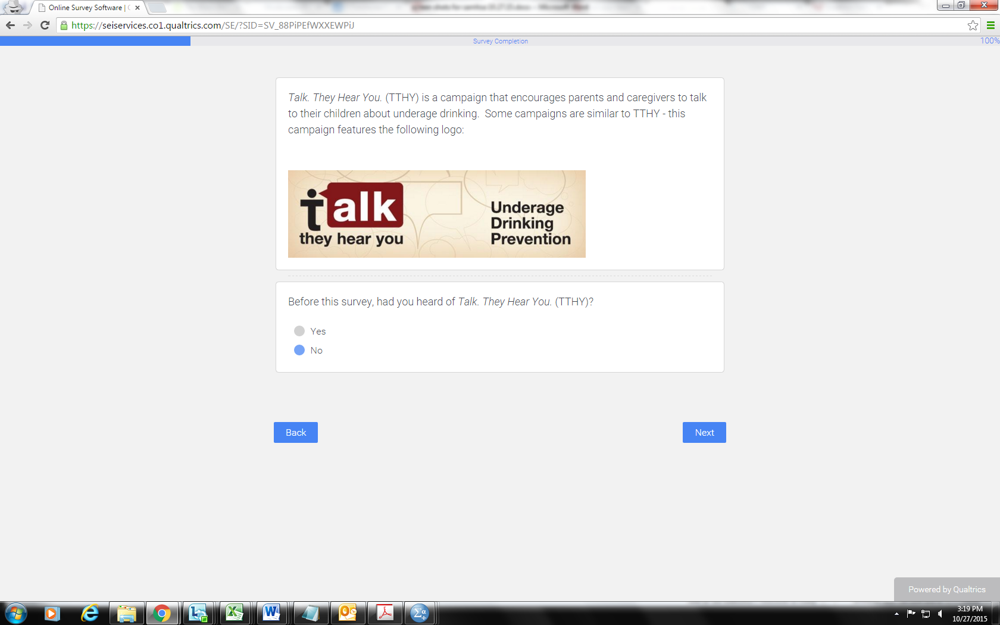 Online Survey Software |
https://seiservices.co1.qualtrics.com/SE/?SID=SV_88PiPEfWXXEWPiJ
Survey Completion
100%
Talk. They Hear You. (TTHY) is a campaign that encourages parents and caregivers to talk
to their children about underage drinking. Some campaigns are similar to TTHY - this
campaign features the following logo:
talk
they hear you
Underage
Drinking
Prevention
Before this survey, had you heard of Talk. They Hear You. (TTHY)?
Yes
No
Back
Next
Powered by Qualtrics
3:19 PM
10/27/2015